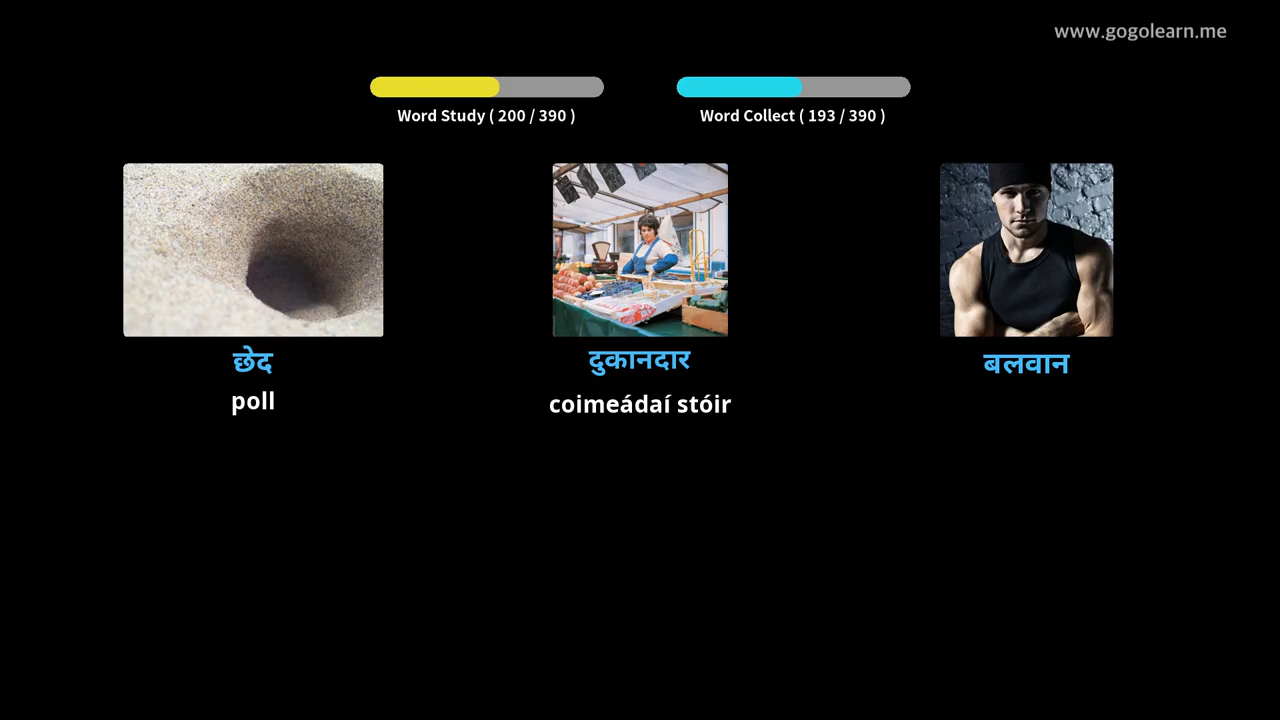 www.gogolearn.me
Word Study ( 200 / 390 )
Word Collect ( 193 / 390 )
छेद
दुकानदार
बलवान
poll
coimeádaí stóir